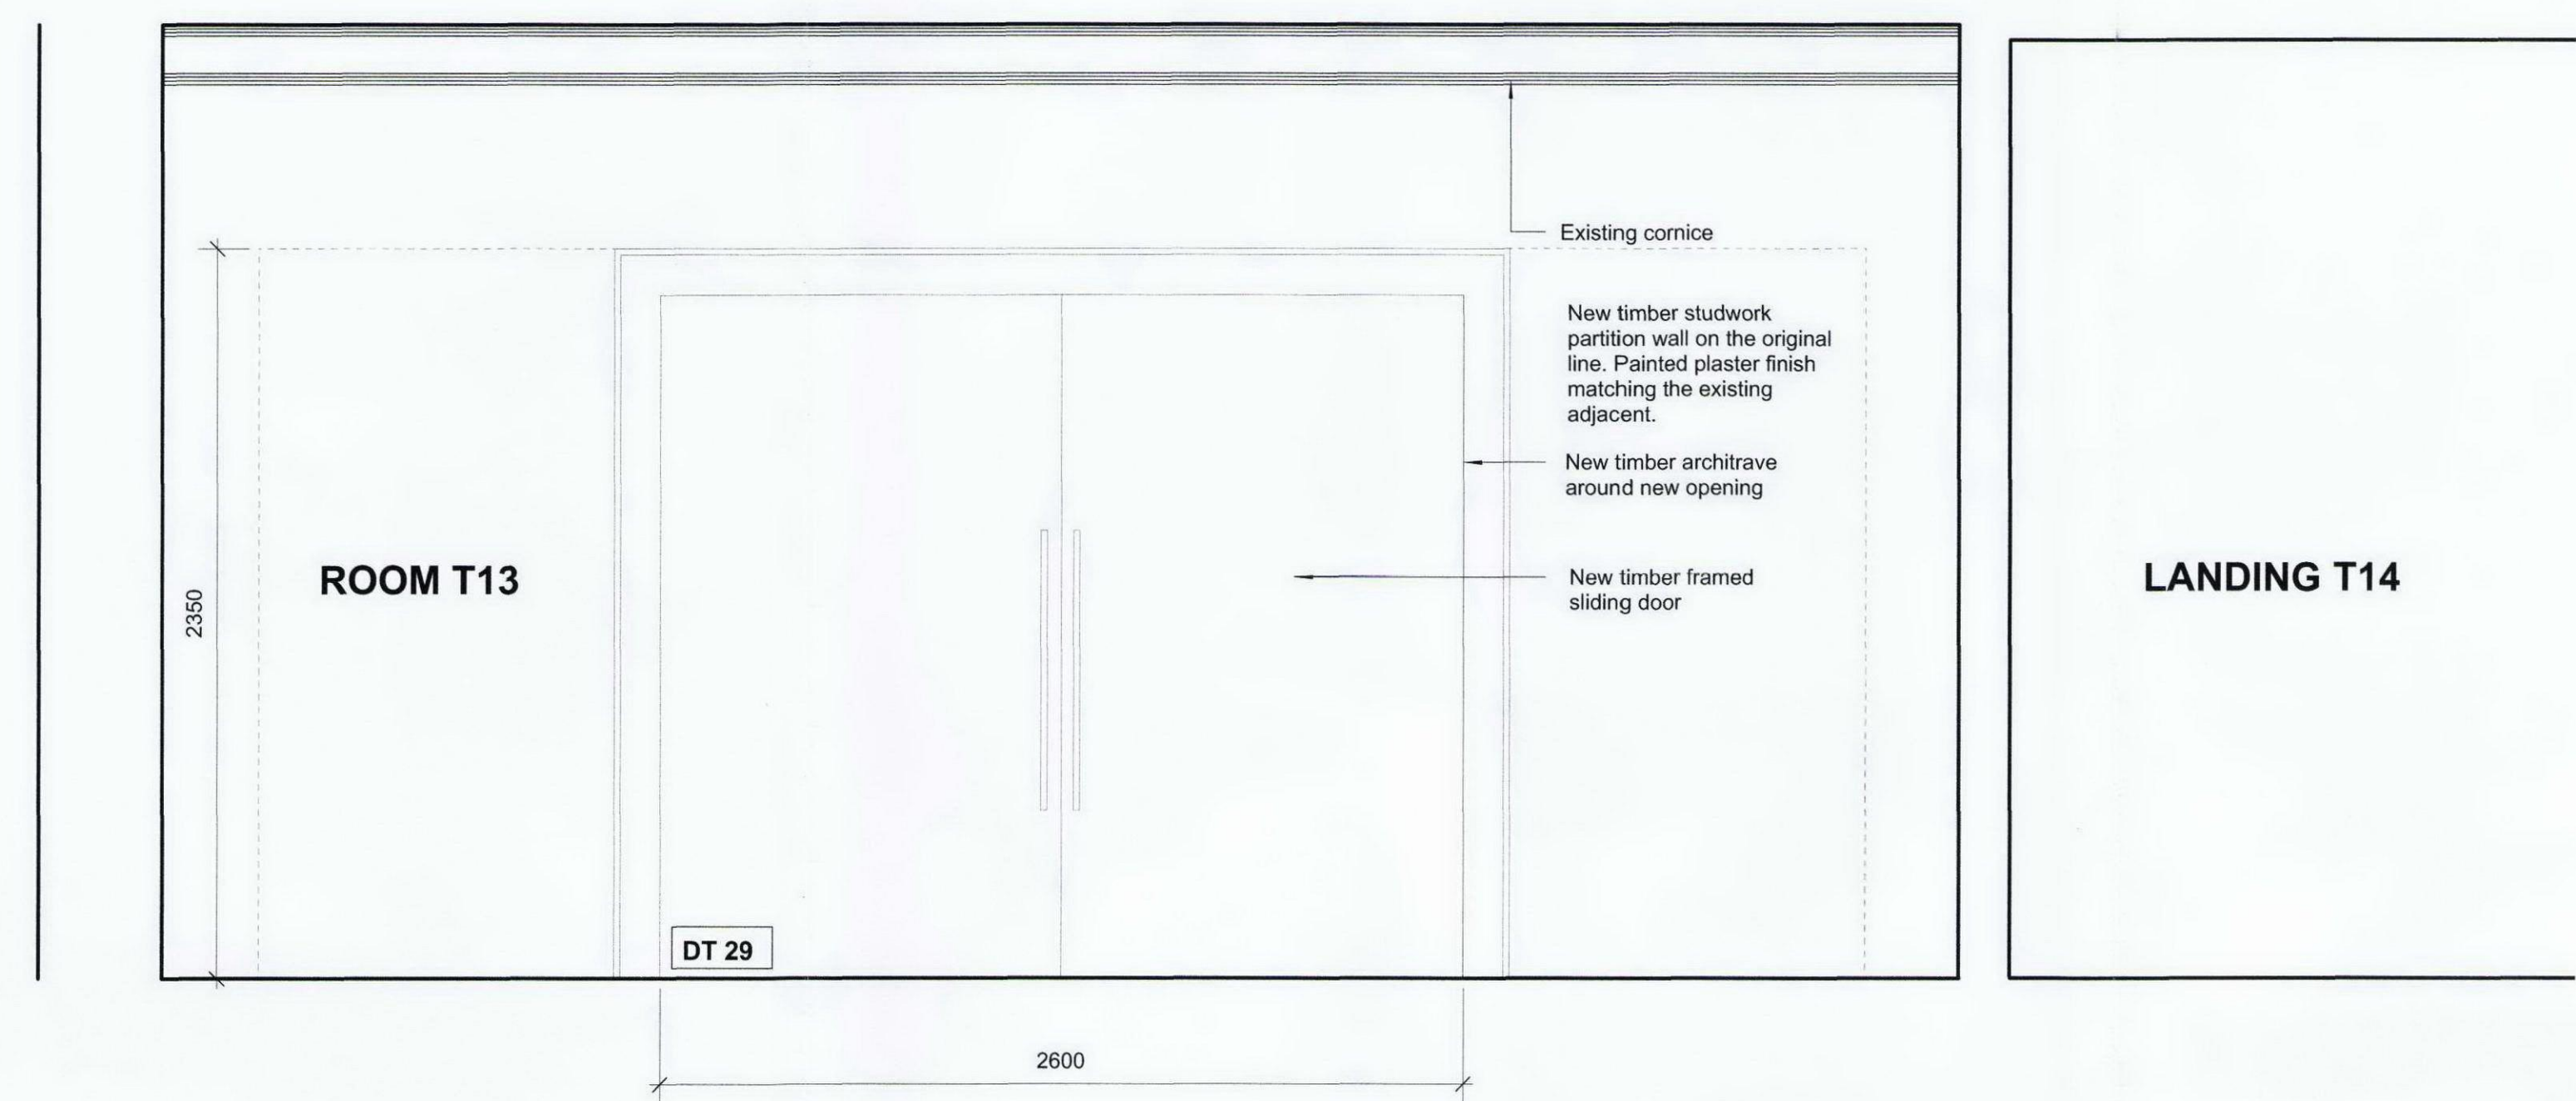 Existing cornice
New timber studwork
partition wall on the original
line. Painted plaster finish
matching the existing
adjacent.
New timber architrave
around new opening
ROOM T13
New timber framed
sliding door
LANDING T14
2350
DT 29
2600